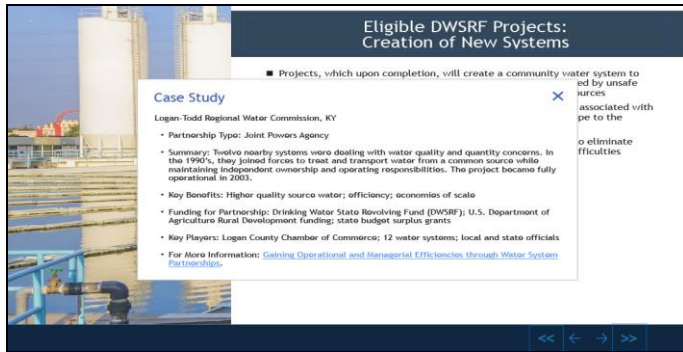 Eligible DWSRF Projects:
Creation of New Systems
■ Projects, which upon completion, will create a community water system to
ed by unsafe
urces
associated with
pe to the
o eliminate
fficulties
Case Study
×
Logan-Todd Regional Water Commission, KY
• Partnership Type: Joint Powers Agency
• Summary: Twelve nearby systems were dealing with water quality and quantity concerns. In
the 1990's, they joined forces to treat and transport water from a common source while
maintaining independent ownership and operating responsibilities. The project became fully
operational in 2003.
• Key Benefits: Higher quality source water; efficiency; economies of scale
• Funding for Partnership: Drinking Water State Revolving Fund (DWSRF); U.S. Department of
Agriculture Rural Development funding; state budget surplus grants
• Key Players: Logan County Chamber of Commerce; 12 water systems; local and state officials
• For More Information: Gaining Operational and Managerial Efficiencies through Water System
Partnerships.
<< ← → >>